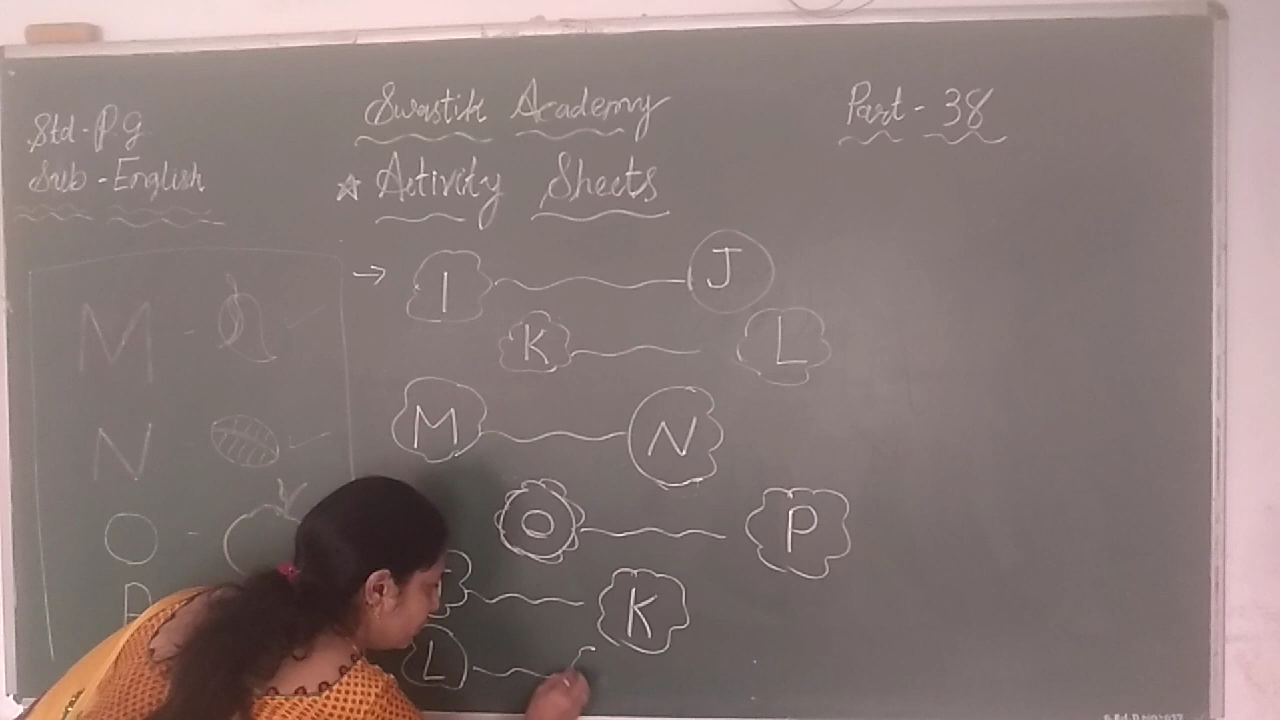 Swastik Academy
Part - 38
Std - P.G
Sub - English
☆ Activity Sheets
→ I J
K L
M N
O P
K
L
M -
N -
O -